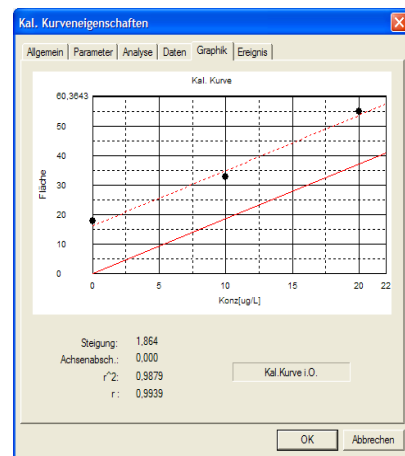 Kal. Kurveneigenschaften
Allgemein Parameter Analyse Daten Graphik Ereignis
Kal. Kurve
60,3643
50
40
30
20
10
0
Fläche
0 5 10 15 20 22
Konz[ug/L]
Steigung: 1,864
Achsenabsch.: 0,000
r^2: 0,9879
r : 0,9939
Kal.Kurve i.O.
OK Abbrechen